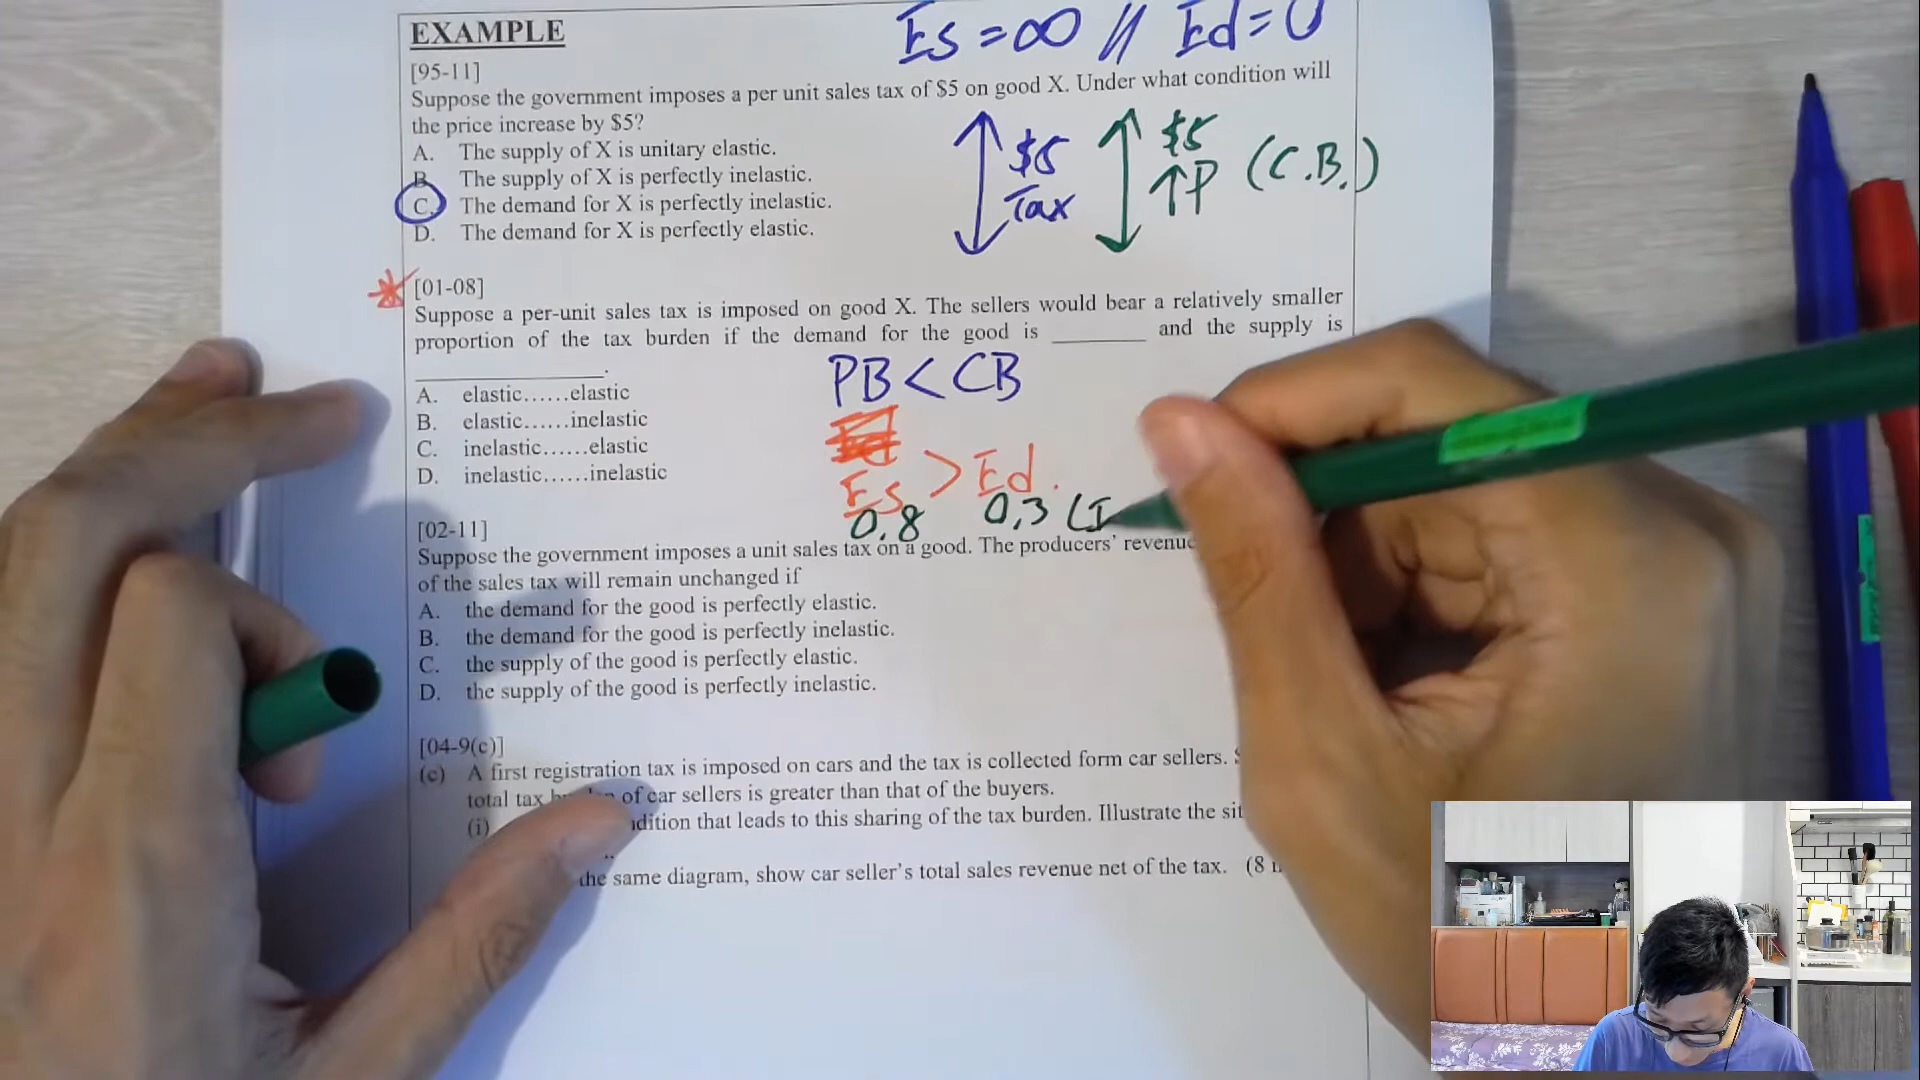 EXAMPLE
Es = ∞ // Ed = 0
[95-11]
Suppose the government imposes a per unit sales tax of $5 on good X. Under what condition will
the price increase by $5?
A. The supply of X is unitary elastic.
B. The supply of X is perfectly inelastic.
C. The demand for X is perfectly inelastic.
D. The demand for X is perfectly elastic.
$5
Tax
$5
↑P (C.B.)
[01-08]
Suppose a per-unit sales tax is imposed on good X. The sellers would bear a relatively smaller
proportion of the tax burden if the demand for the good is ________ and the supply is
________________.
PB < CB
A. elastic……elastic
B. elastic……inelastic
C. inelastic……elastic
D. inelastic……inelastic
Es > Ed.
0.8 0.3 (I
[02-11]
Suppose the government imposes a unit sales tax on a good. The producers'
of the sales tax will remain unchanged if
A. the demand for the good is perfectly elastic.
B. the demand for the good is perfectly inelastic.
C. the supply of the good is perfectly elastic.
D. the supply of the good is perfectly inelastic.
[04-9(c)]
(c) A first registration tax is imposed on cars and the tax is collected form car sellers.
total tax of car sellers is greater than that of the buyers.
(i) that leads to this sharing of the tax burden. Illustrate the
the same diagram, show car seller's total sales revenue net of the tax. (8